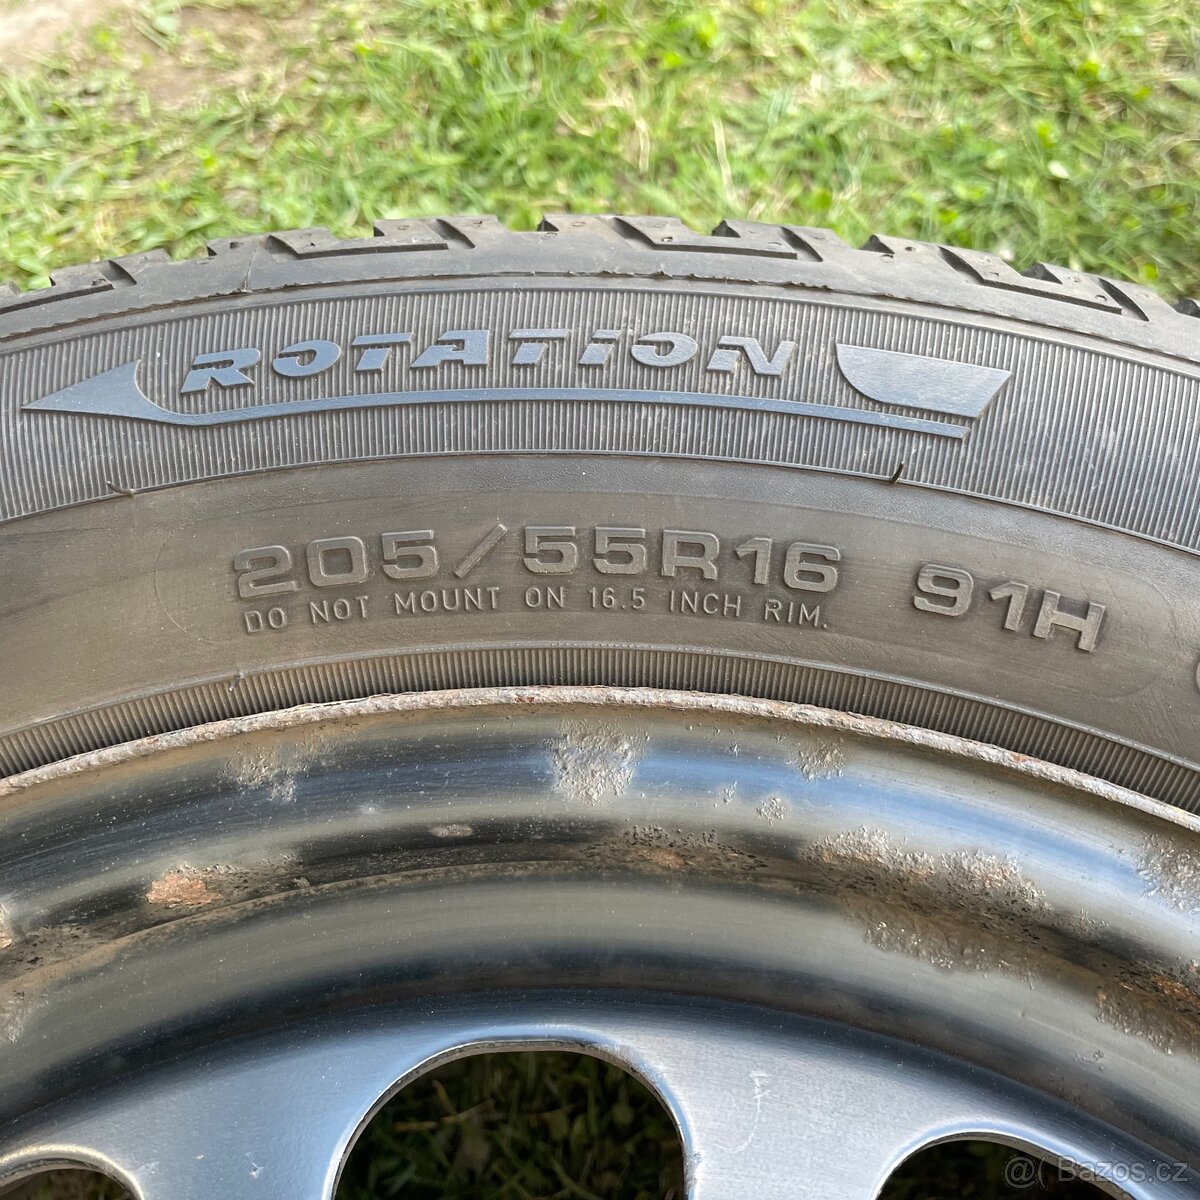 ROTATION
205/55R16 91H
DO NOT MOUNT ON 16.5 INCH RIM.
@( Bazos.cz